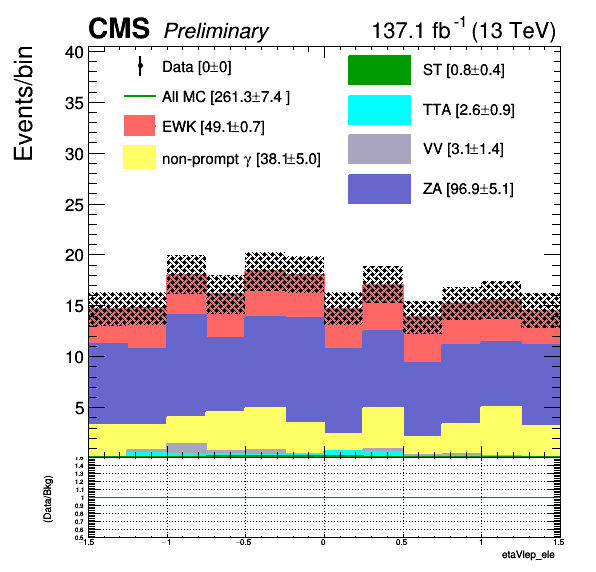 CMS Preliminary 137.1 fb⁻¹ (13 TeV)
Events/bin
40
35
30
25
20
15
10
5
Data [0±0]
All MC [261.3±7.4 ]
EWK [49.1±0.7]
non-prompt γ [38.1±5.0]
ST [0.8±0.4]
TTA [2.6±0.9]
VV [3.1±1.4]
ZA [96.9±5.1]
(Data/Bkg)
1.5
1.4
1.3
1.2
1.1
1
0.9
0.8
0.7
0.6
0.5
−1.5 −1 −0.5 0 0.5 1 1.5
etaVlep_ele